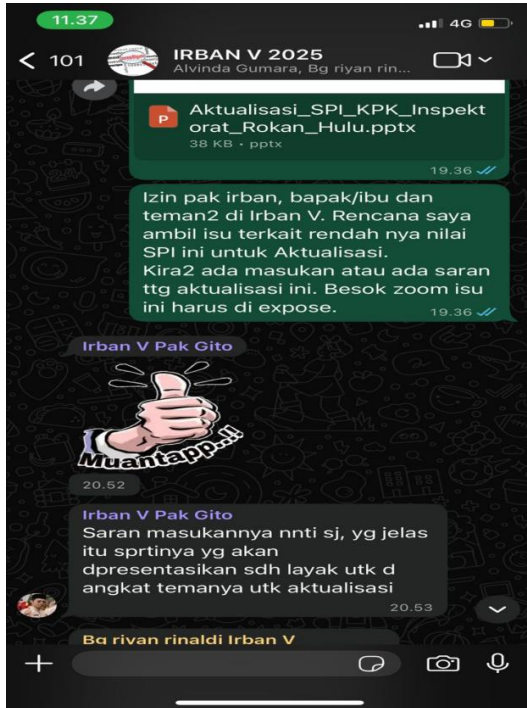 11.37
4G
101
IRBAN V 2025
Alvinda Gumara, Bg riyan rin...
P
Aktualisasi_SPI_KPK_Inspekt
orat_Rokan_Hulu.pptx
38 KB • pptx
19.36
Izin pak irban, bapak/ibu dan
teman2 di Irban V. Rencana saya
ambil isu terkait rendah nya nilai
SPI ini untuk Aktualisasi.
Kira2 ada masukan atau ada saran
ttg aktualisasi ini. Besok zoom isu
ini harus di expose.
19.36
Irban V Pak Gito
Muantapp..!!
20.52
Irban V Pak Gito
Saran masukannya nnti sj, yg jelas
itu sprtinya yg akan
dpresentasikan sdh layak utk d
angkat temanya utk aktualisasi
20.53
Bg riyan rinaldi Irban V